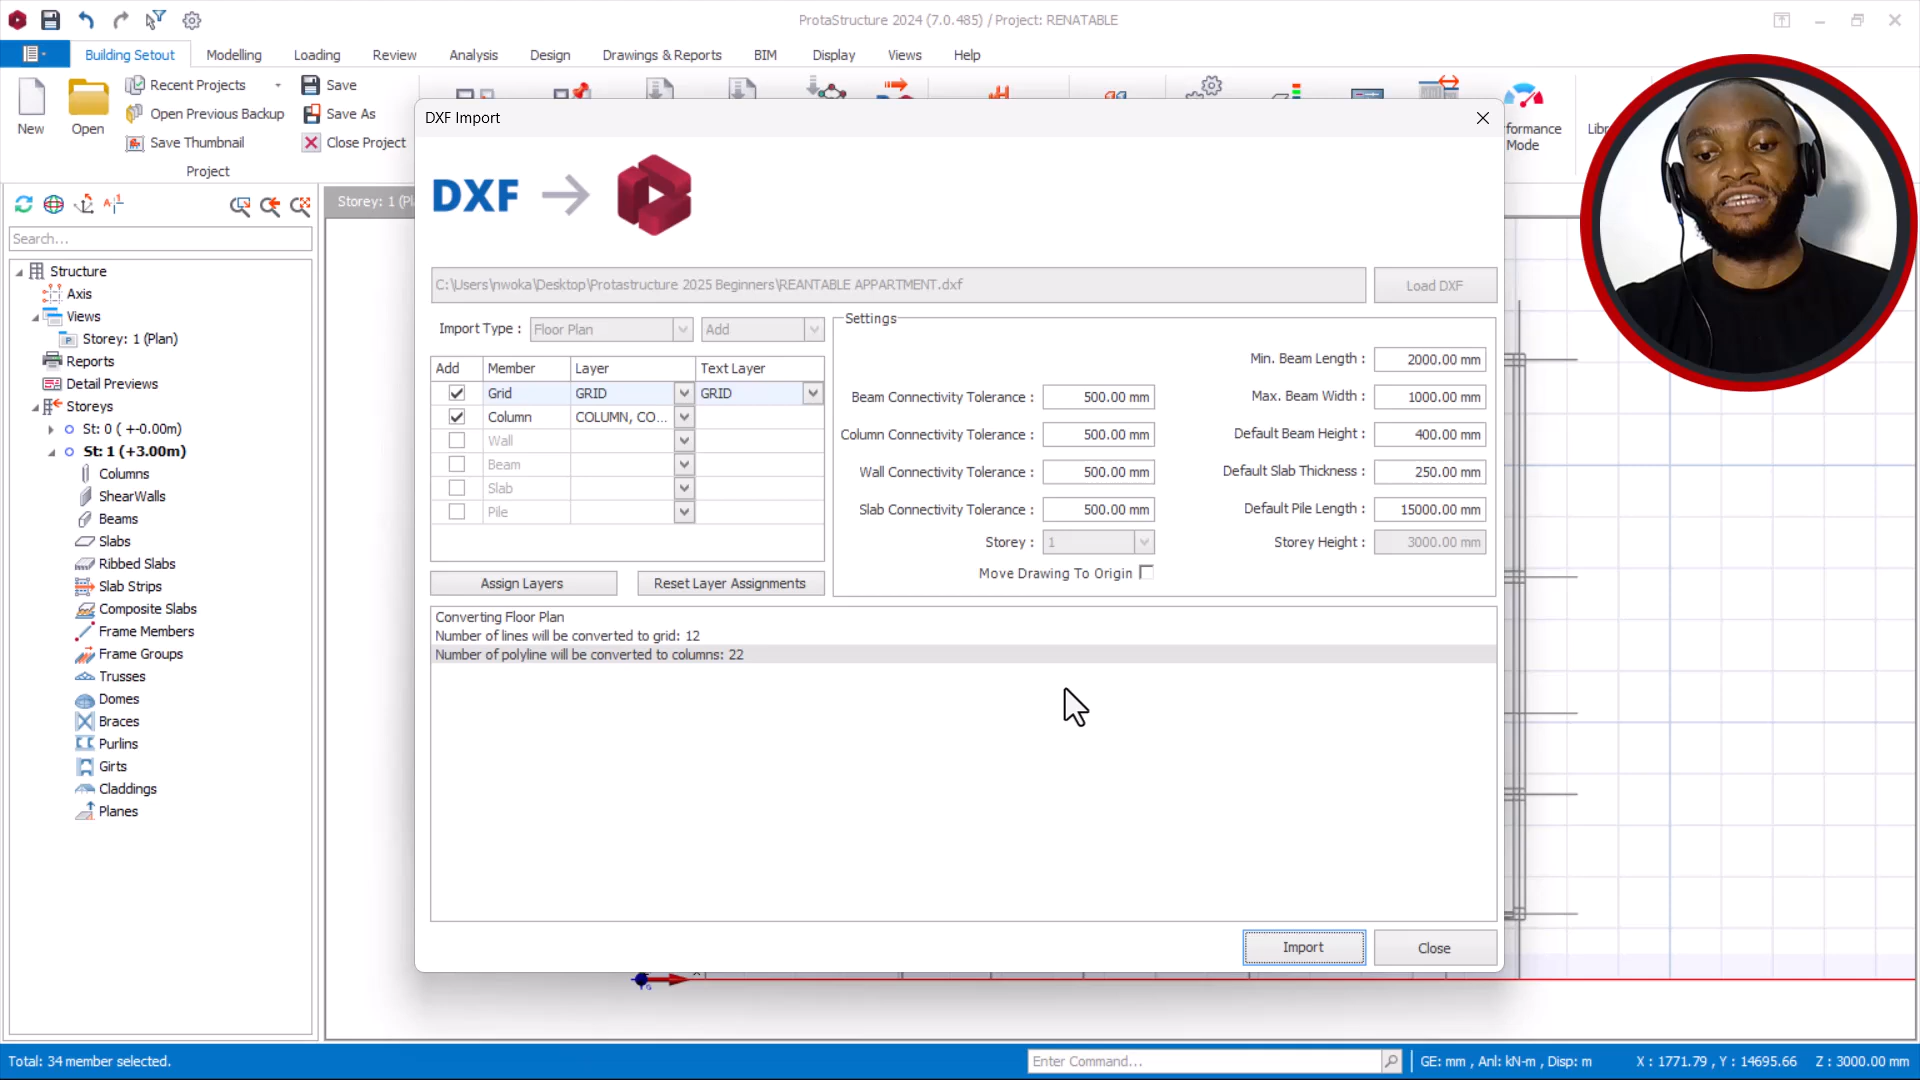 ProtaStructure 2024 (7.0.485) / Project: RENATABLE
Building Setout Modelling Loading Review Analysis Design Drawings & Reports BIM Display Views Help
New
Open
Recent Projects
Open Previous Backup
Save Thumbnail
Save
Save As
Close Project
Project
formance
Mode
DXF Import
DXF
C:\Users\nwoka\Desktop\Protastructure 2025 Beginners\REANTABLE APPARTMENT.dxf
Load DXF
Import Type : Floor Plan Add
Add Member Layer Text Layer
Grid GRID GRID
Column COLUMN, CO...
Wall
Beam
Slab
Pile
Assign Layers Reset Layer Assignments
Settings
Beam Connectivity Tolerance : 500.00 mm
Column Connectivity Tolerance : 500.00 mm
Wall Connectivity Tolerance : 500.00 mm
Slab Connectivity Tolerance : 500.00 mm
Storey : 1
Move Drawing To Origin
Min. Beam Length : 2000.00 mm
Max. Beam Width : 1000.00 mm
Default Beam Height : 400.00 mm
Default Slab Thickness : 250.00 mm
Default Pile Length : 15000.00 mm
Storey Height : 3000.00 mm
Converting Floor Plan
Number of lines will be converted to grid: 12
Number of polyline will be converted to columns: 22
Import Close
Storey: 1
Search...
Structure
Axis
Views
Storey: 1 (Plan)
Reports
Detail Previews
Storeys
St: 0 ( +-0.00m)
St: 1 (+3.00m)
Columns
ShearWalls
Beams
Slabs
Ribbed Slabs
Slab Strips
Composite Slabs
Frame Members
Frame Groups
Trusses
Domes
Braces
Purlins
Girts
Claddings
Planes
Total: 34 member selected.
Enter Command...
GE: mm , Anl: kN-m , Disp: m
X : 1771.79 , Y : 14695.66 Z : 3000.00 mm